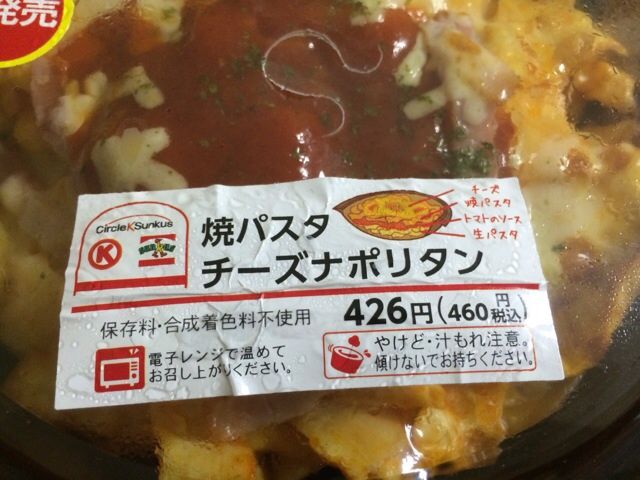 発売
CircleKSunkus
K
焼パスタ
チーズナポリタン
チーズ
焼パスタ
トマトのソース
生パスタ
保存料・合成着色料不使用
426円(460円税込)
電子レンジで温めて
お召し上がりください。
やけど・汁もれ注意。
傾けないでお持ちください。